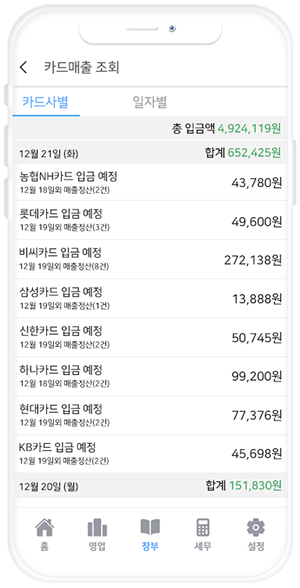 카드매출 조회
카드사별 일자별
총 입금액 4,924,119원
12월 21일 (화) 합계 652,425원
농협NH카드 입금 예정
43,780원
12월 18일외 매출정산(2건)
롯데카드 입금 예정
49,600원
12월 19일외 매출정산(3건)
비씨카드 입금 예정
272,138원
12월 19일외 매출정산(8건)
삼성카드 입금 예정
13,888원
12월 19일외 매출정산(1건)
신한카드 입금 예정
50,745원
12월 19일외 매출정산(2건)
하나카드 입금 예정
99,200원
12월 18일외 매출정산(2건)
현대카드 입금 예정
77,376원
12월 19일외 매출정산(2건)
KB카드 입금 예정
45,698원
12월 19일외 매출정산(2건)
12월 20일 (월) 합계 151,830원
홈 영업 장부 세무 설정